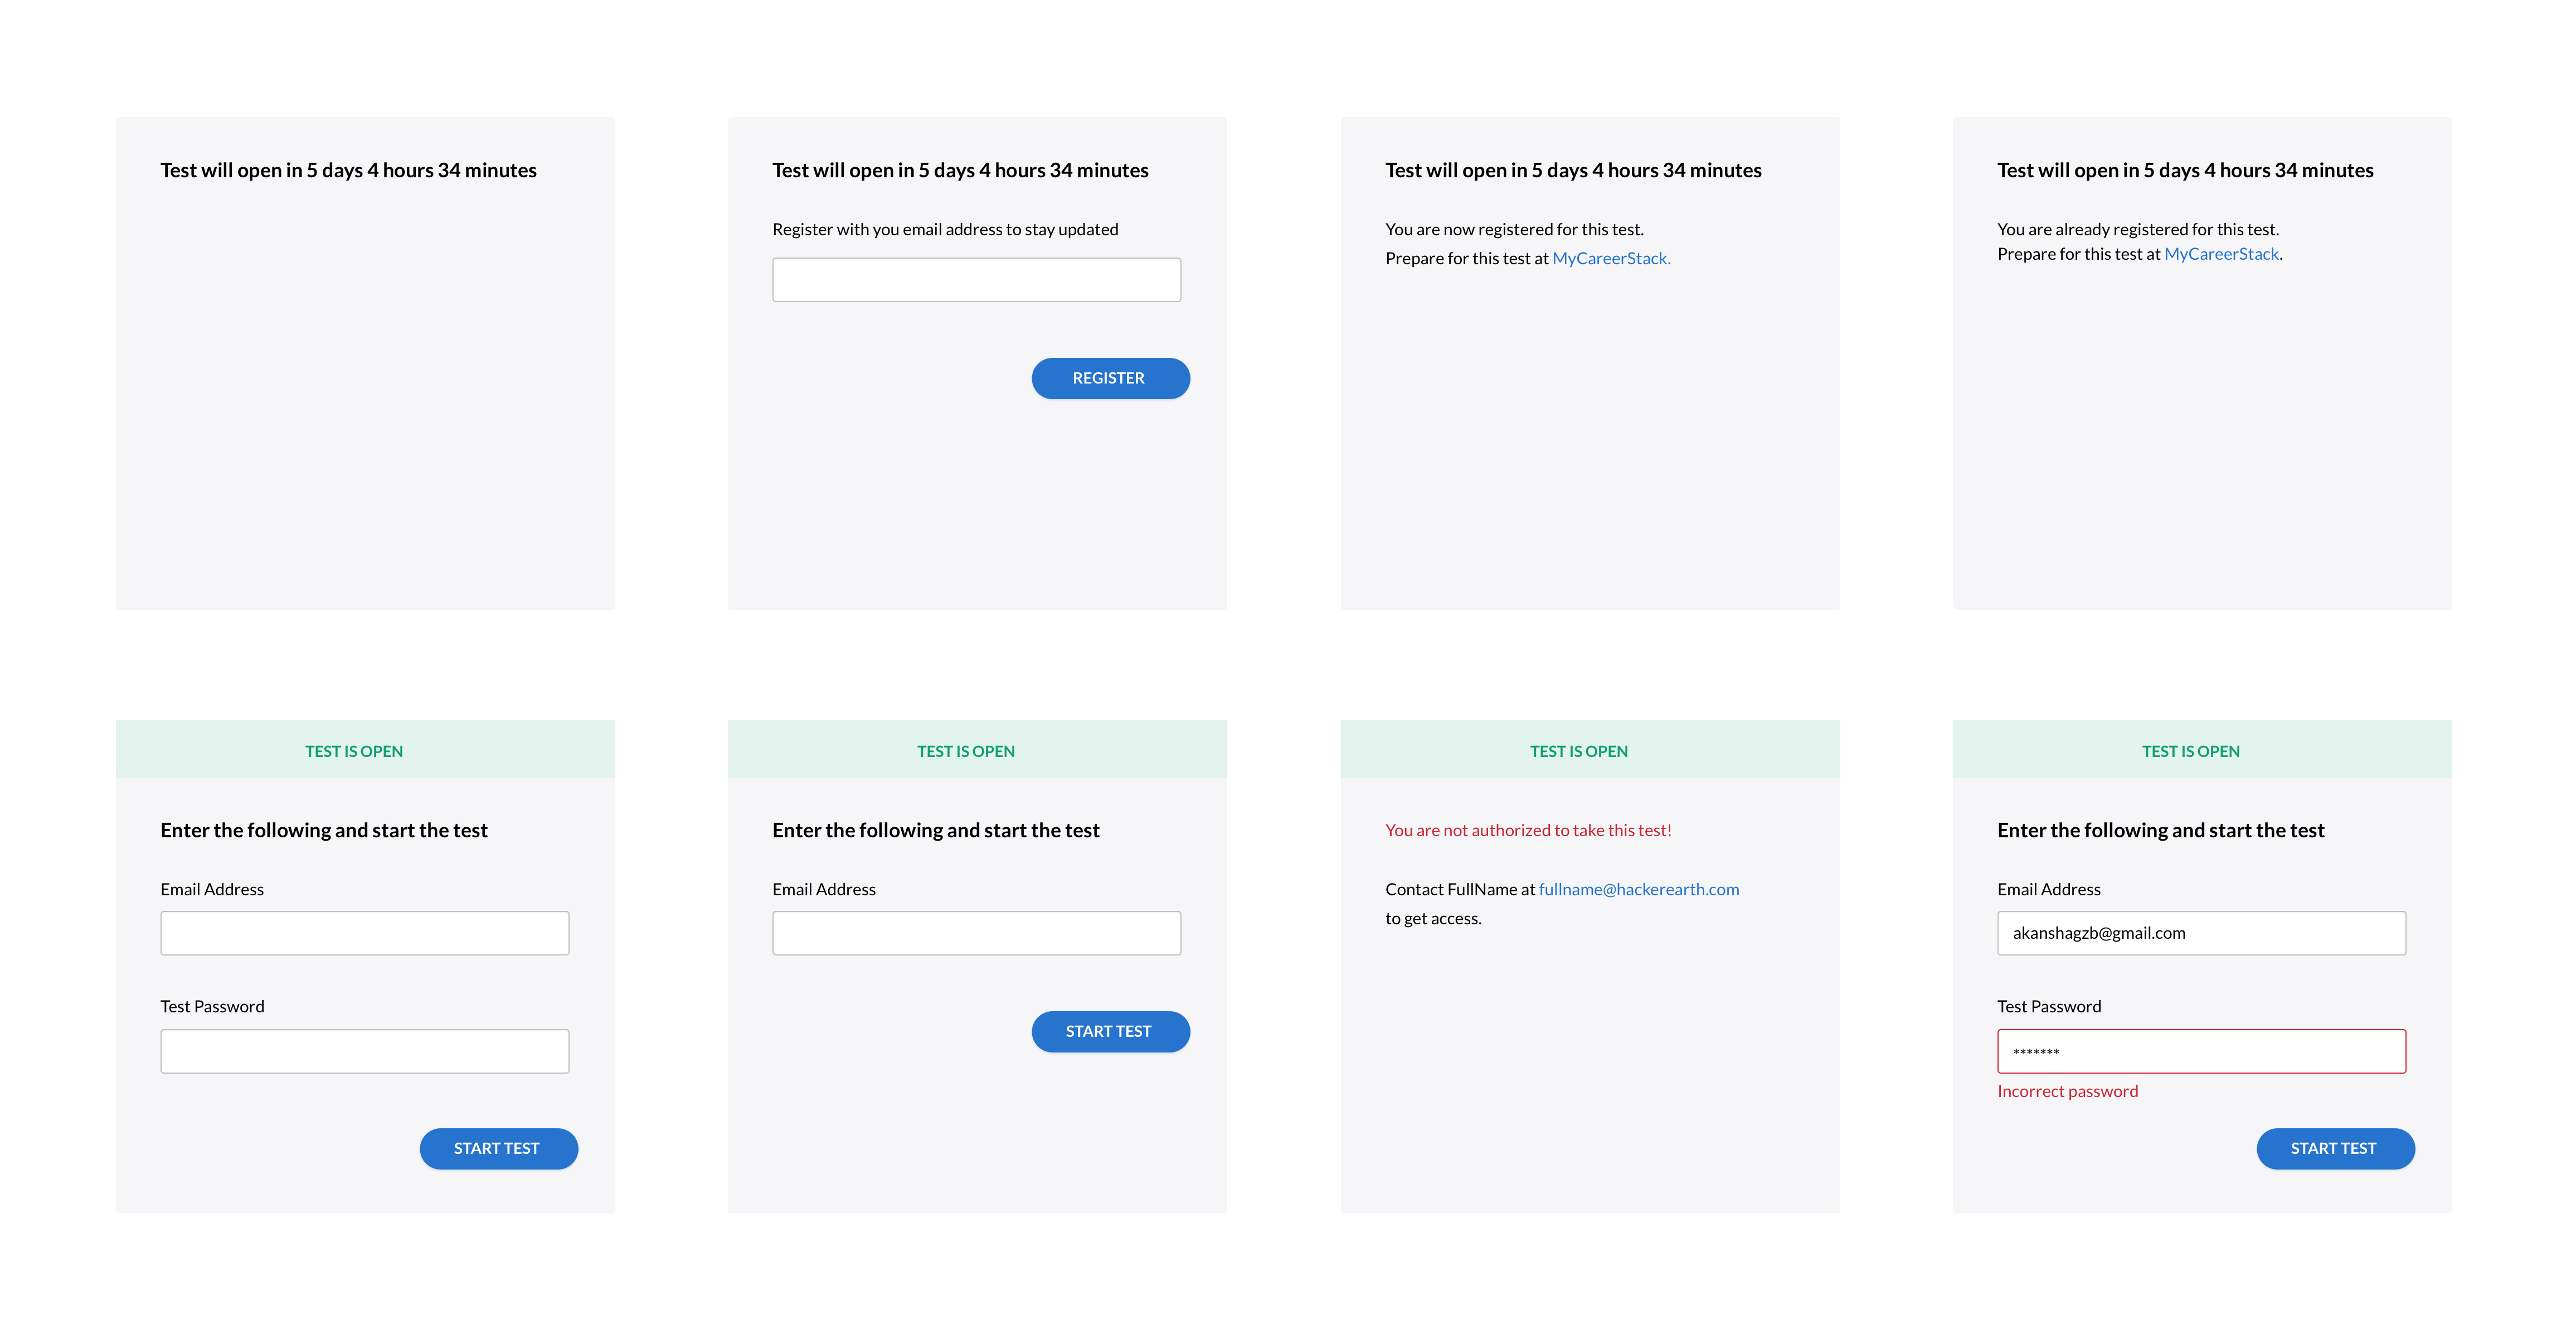 Test will open in 5 days 4 hours 34 minutes
Test will open in 5 days 4 hours 34 minutes
Register with you email address to stay updated
REGISTER
Test will open in 5 days 4 hours 34 minutes
You are now registered for this test.
Prepare for this test at MyCareerStack.
Test will open in 5 days 4 hours 34 minutes
You are already registered for this test.
Prepare for this test at MyCareerStack.
TEST IS OPEN
Enter the following and start the test
Email Address
Test Password
START TEST
TEST IS OPEN
Enter the following and start the test
Email Address
START TEST
TEST IS OPEN
You are not authorized to take this test!
Contact FullName at fullname@hackerearth.com
to get access.
TEST IS OPEN
Enter the following and start the test
Email Address
akanshagzb@gmail.com
Test Password
*******
Incorrect password
START TEST